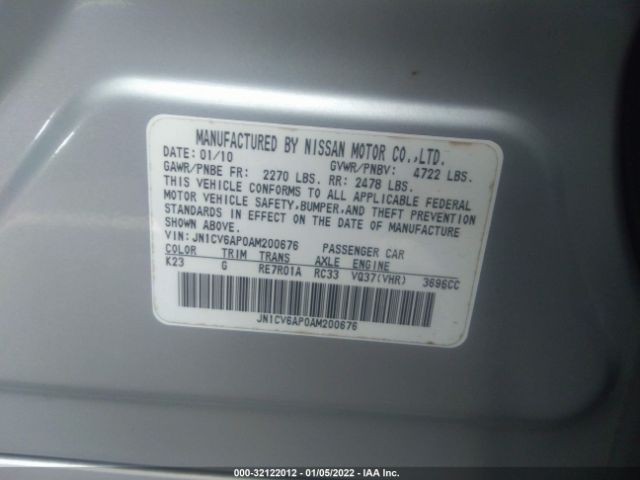 MANUFACTURED BY NISSAN MOTOR CO.,LTD.
DATE: 01/10 GVWR/PNBV: 4722 LBS.
GAWR/PNBE FR: 2270 LBS. RR: 2478 LBS.
THIS VEHICLE CONFORMS TO ALL APPLICABLE FEDERAL
MOTOR VEHICLE SAFETY,BUMPER,AND THEFT PREVENTION
STANDARDS IN EFFECT ON THE DATE OF MANUFACTURE
SHOWN ABOVE.
VIN: JN1CV6AP0AM200676 PASSENGER CAR
COLOR TRIM TRANS AXLE ENGINE
K23 G RE7R01A RC33 VQ37(VHR) 3696CC
JN1CV6AP0AM200676
000-32122012 - 01/05/2022 - IAA Inc.